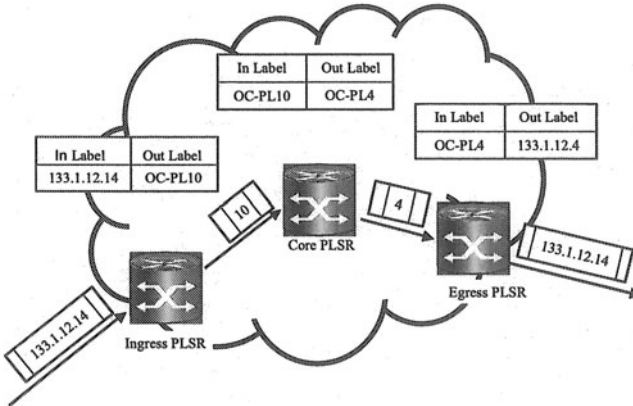 In Label Out Label
OC-PL10 OC-PL4
In Label Out Label
OC-PL4 133.1.12.4
In Label Out Label
133.1.12.14 OC-PL10
10
4
Core PLSR
133.1.12.14
Egress PLSR
133.1.12.14
Ingress PLSR